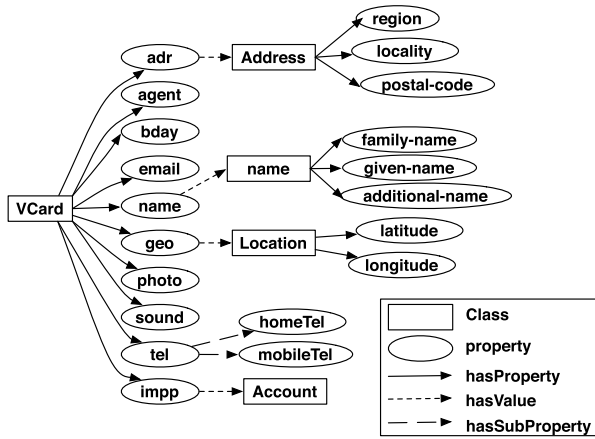 region
adr
Address
locality
agent
postal-code
bday
family-name
email
name
given-name
VCard
name
additional-name
geo
Location
latitude
longitude
photo
sound
homeTel
Class
tel
mobileTel
property
hasProperty
impp
Account
hasValue
hasSubProperty